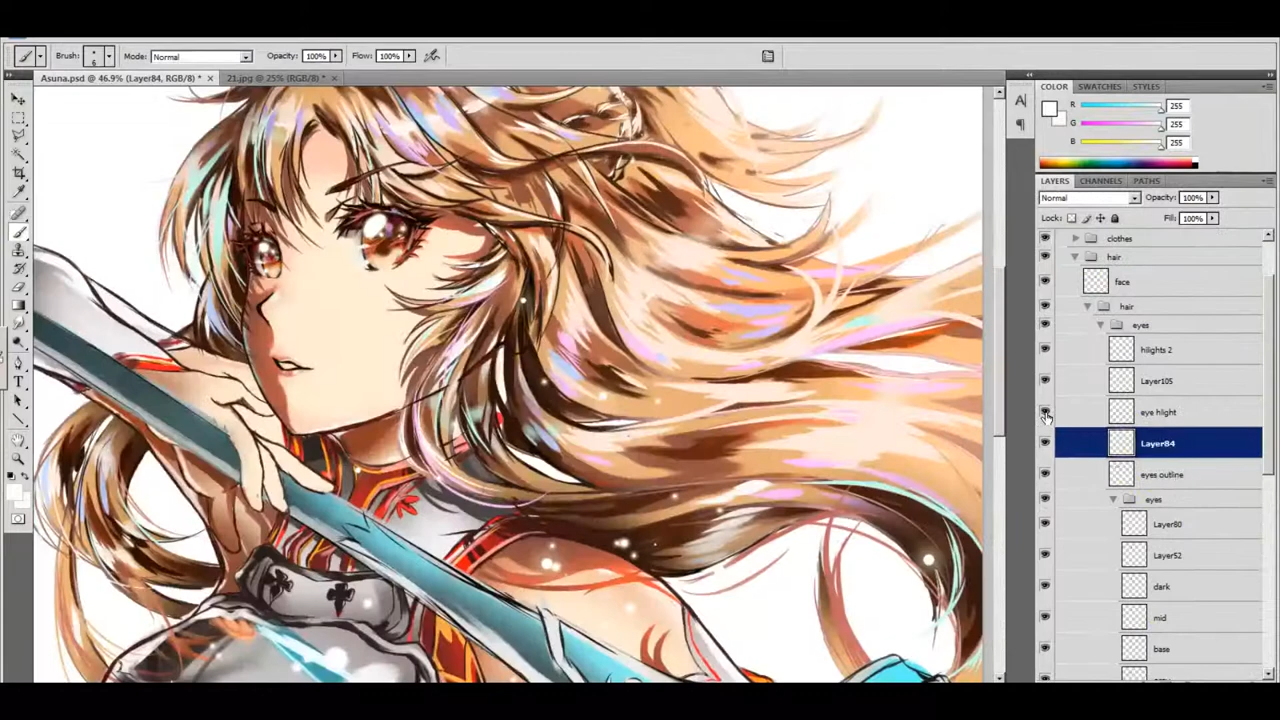 Brush: 6 Mode: Normal Opacity: 100% Flow: 100%
Asuna.psd @ 46.9% (Layer84, RGB/8) * × 21.jpg @ 25% (RGB/8) * ×
COLOR SWATCHES STYLES
R 255
G 255
B 255
LAYERS CHANNELS PATHS
Normal Opacity: 100%
Lock: Fill: 100%
clothes
hair
face
hair
eyes
hilights 2
Layer105
eye hlight
Layer84
eyes outline
eyes
Layer80
Layer52
dark
mid
base